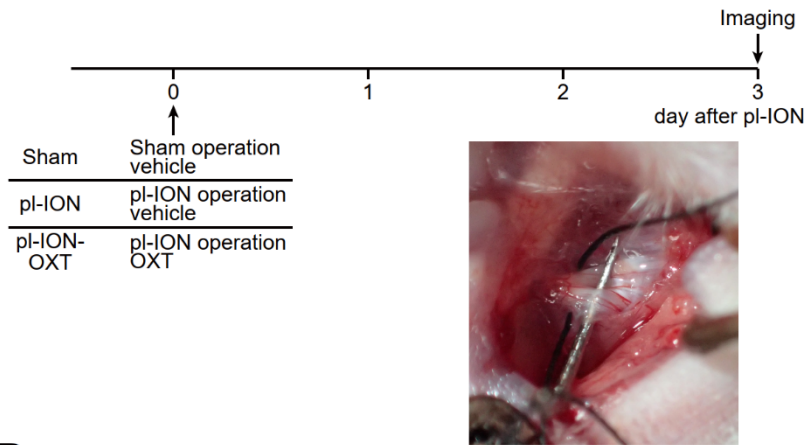 Imaging
0 1 2 3
day after pl-ION
Sham Sham operation
vehicle
pl-ION pl-ION operation
vehicle
pl-ION- pl-ION operation
OXT OXT